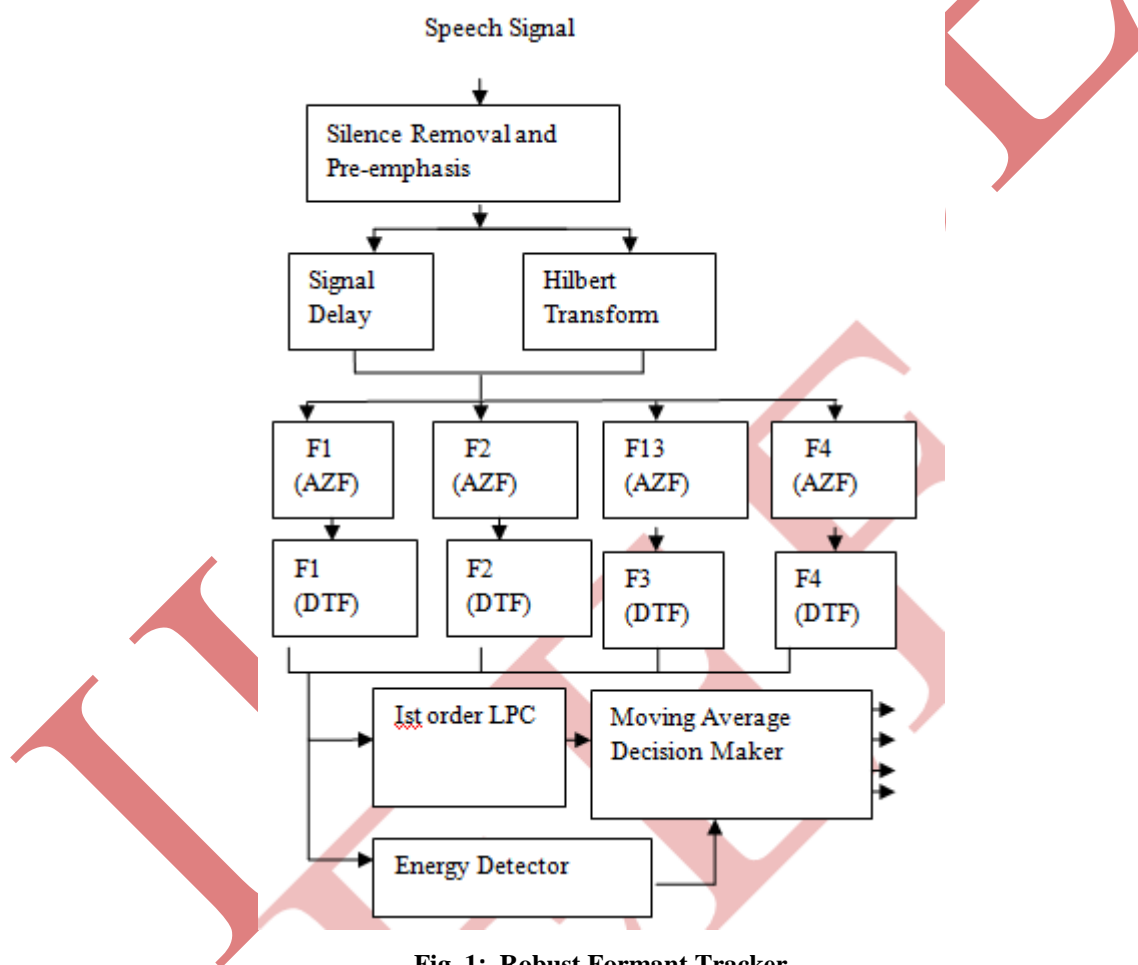 Speech Signal
Silence Removal and
Pre-emphasis
Signal
Delay
Hilbert
Transform
F1
(AZF)
F2
(AZF)
F13
(AZF)
F4
(AZF)
F1
(DTF)
F2
(DTF)
F3
(DTF)
F4
(DTF)
Ist order LPC
Moving Average
Decision Maker
Energy Detector
Fig. 1: Robust Formant Tracker